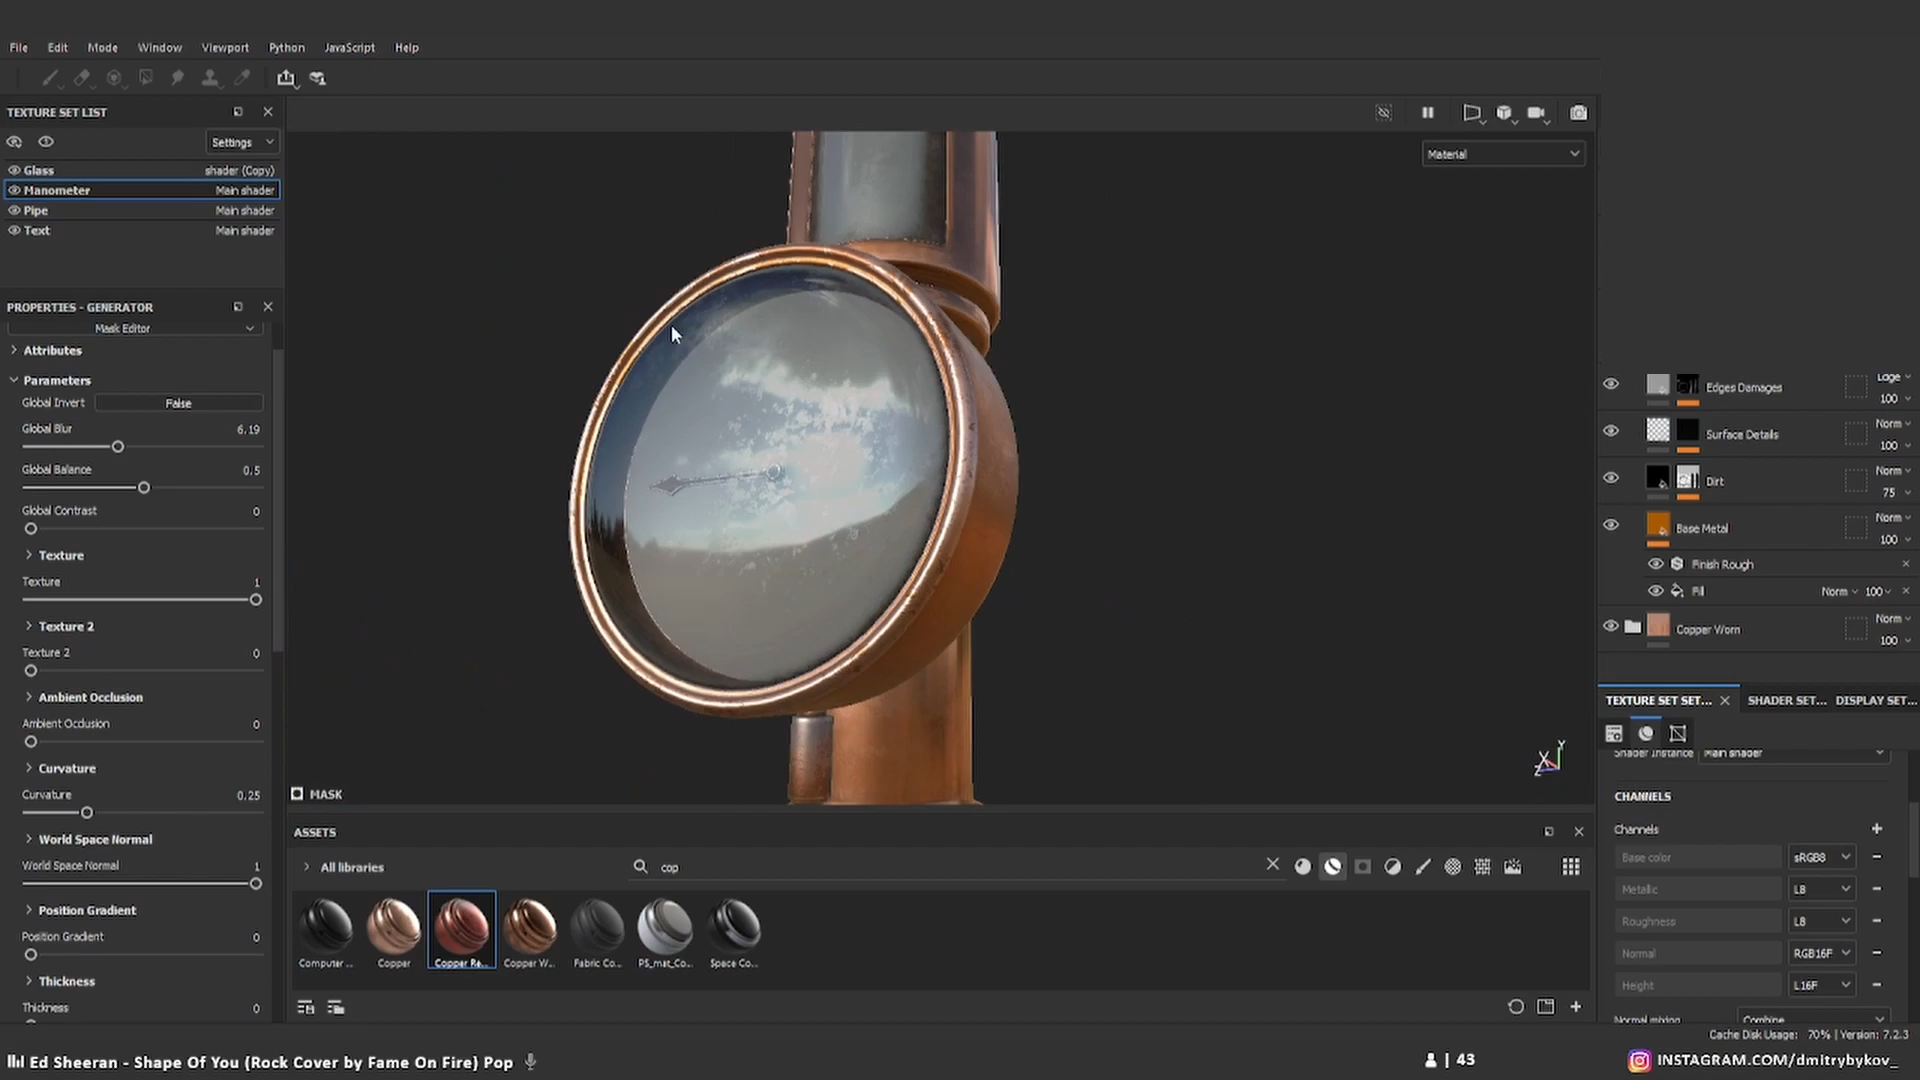 File Edit Mode Window Viewport Python JavaScript Help
TEXTURE SET LIST
Settings
Glass shader (Copy)
Manometer Main shader
Pipe Main shader
Text Main shader
PROPERTIES - GENERATOR
Mask Editor
Attributes
Parameters
Global Invert False
Global Blur 6.19
Global Balance 0.5
Global Contrast 0
Texture
Texture 1
Texture 2
Texture 2 0
Ambient Occlusion
Ambient Occlusion 0
Curvature
Curvature 0.25
World Space Normal
World Space Normal 1
Position Gradient
Position Gradient 0
Thickness
Thickness 0
Material
Y
X
Z
MASK
ASSETS
All libraries
cop
Computer ... Copper Copper Re... Copper W... Fabric Co... PS_mat_Co... Space Co...
Edges Damages 100
Surface Details Norm 100
Dirt Norm 75
Base Metal Norm 100
Finish Rough
Fill Norm 100
Copper Worn Norm 100
TEXTURE SET SET... SHADER SET... DISPLAY SET...
Shader Instance Main shader
CHANNELS
Channels
Base color sRGB8
Metallic L8
Roughness L8
Normal RGB16F
Height L16F
Normal mixing Combine
Cache Disk Usage: 70% | Version: 7.2.3
Ed Sheeran - Shape Of You (Rock Cover by Fame On Fire) Pop
| 43
INSTAGRAM.COM/dmitrybykov_